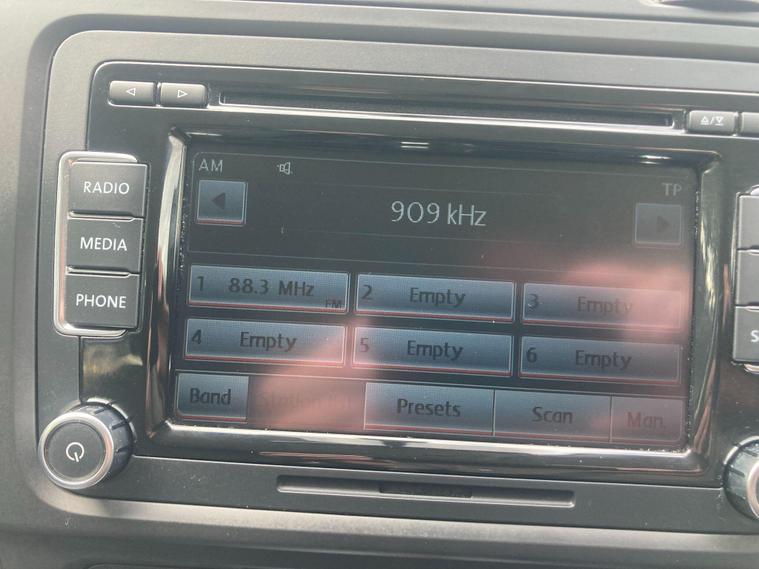 AM
TP
909 kHz
RADIO
MEDIA
PHONE
1 88.3 MHz FM
2 Empty
3 Empty
4 Empty
5 Empty
6 Empty
Band
Presets
Scan
Man.